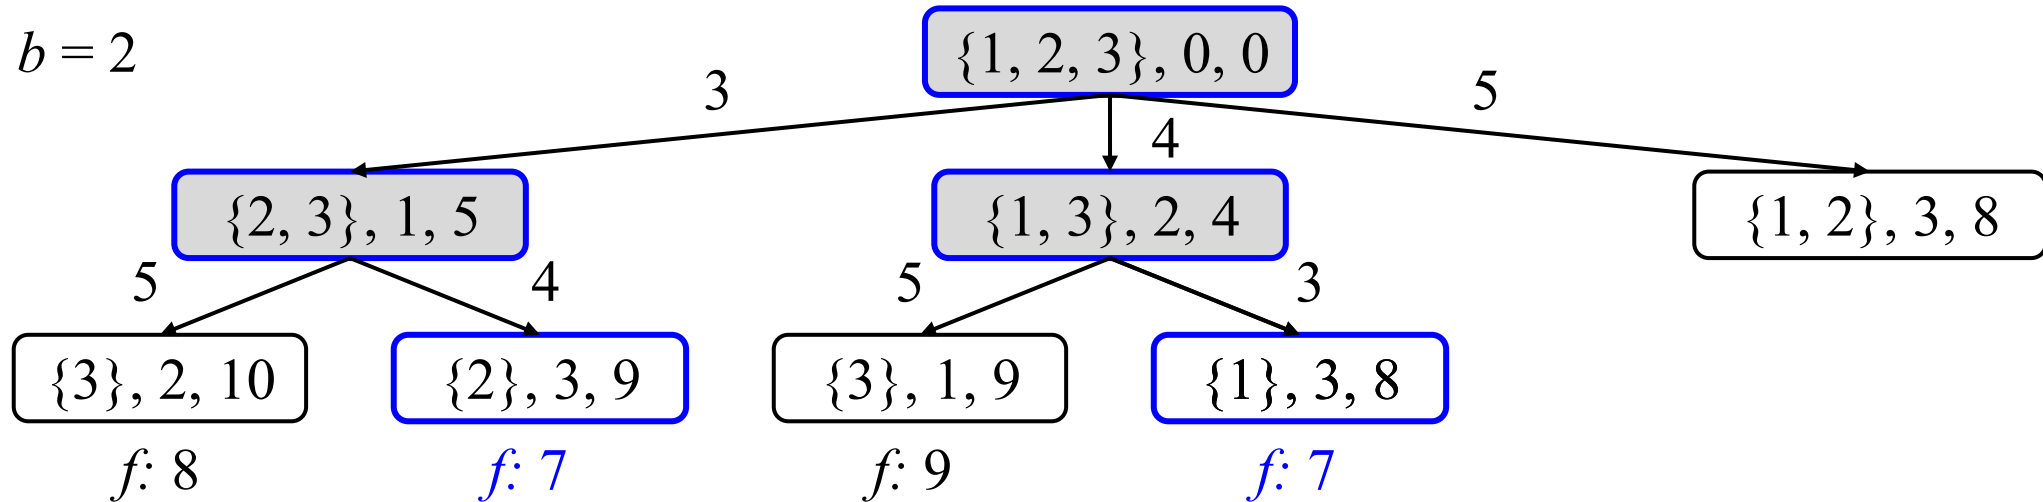 b = 2
{1, 2, 3}, 0, 0
3
4
5
{2, 3}, 1, 5
{1, 3}, 2, 4
{1, 2}, 3, 8
5
4
5
3
{3}, 2, 10
{2}, 3, 9
{3}, 1, 9
{1}, 3, 8
f: 8
f: 7
f: 9
f: 7